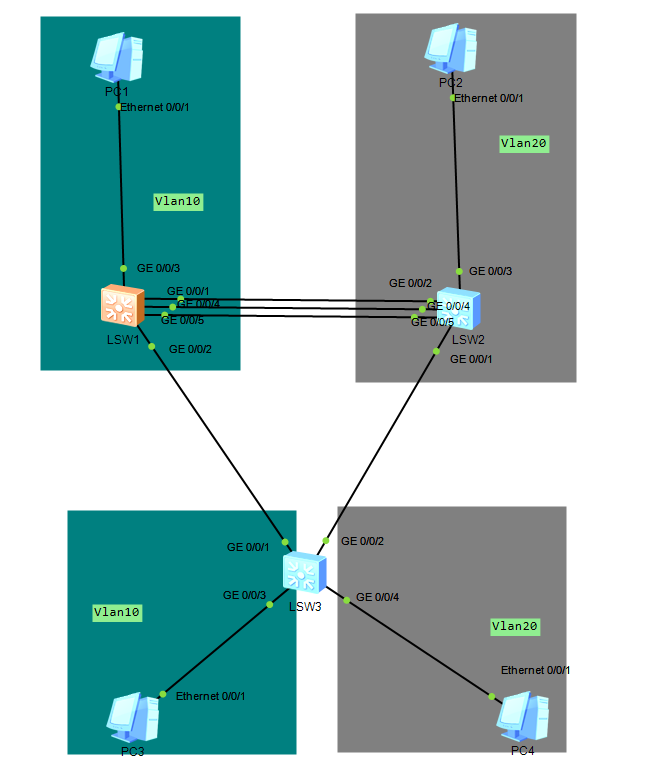 PC1
Ethernet 0/0/1
PC2
Ethernet 0/0/1
Vlan20
Vlan10
GE 0/0/3
GE 0/0/3
GE 0/0/1
GE 0/0/2
GE 0/0/4
GE 0/0/4
GE 0/0/5
GE 0/0/5
LSW1
LSW2
GE 0/0/2
GE 0/0/1
GE 0/0/1
GE 0/0/2
GE 0/0/3
GE 0/0/4
LSW3
Vlan10
Vlan20
Ethernet 0/0/1
Ethernet 0/0/1
PC3
PC4